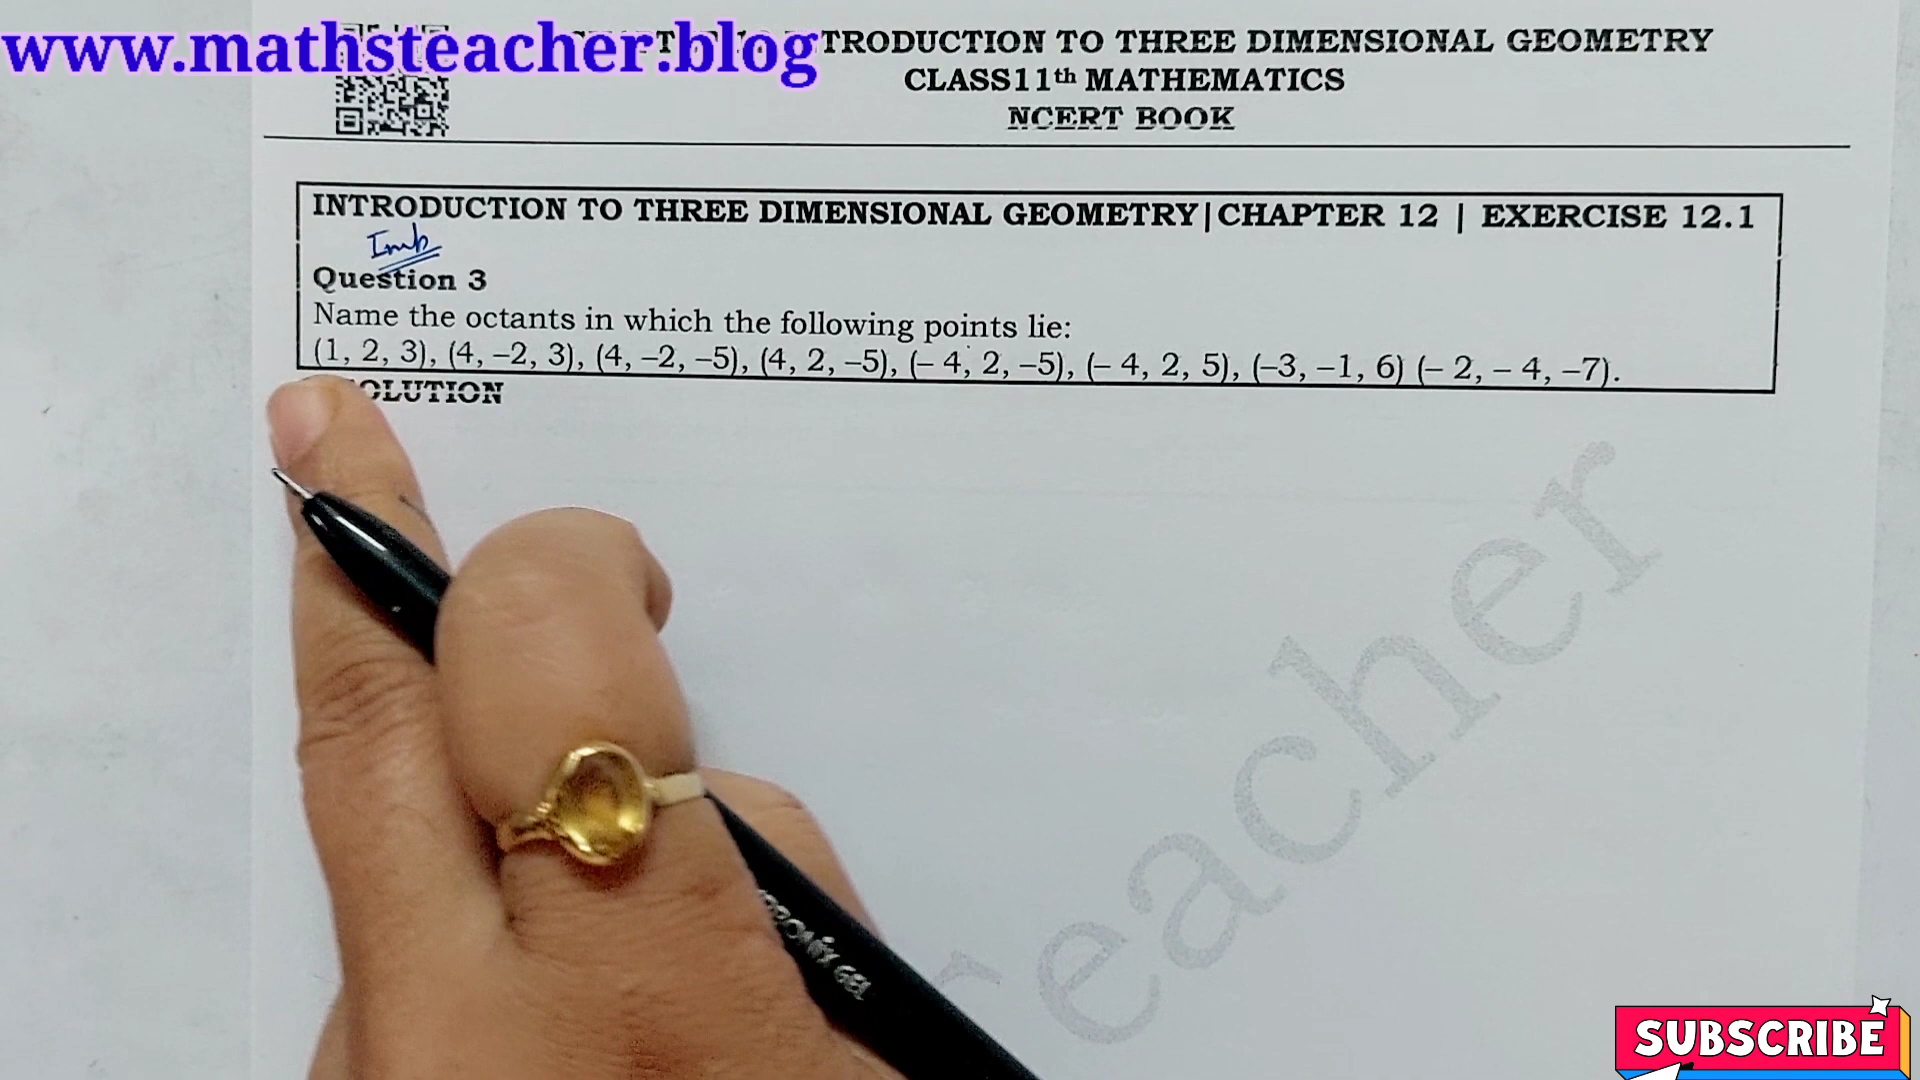 www.mathsteacher.blog
TRODUCTION TO THREE DIMENSIONAL GEOMETRY
CLASS11th MATHEMATICS
NCERT BOOK
INTRODUCTION TO THREE DIMENSIONAL GEOMETRY|CHAPTER 12 | EXERCISE 12.1
Imp
Question 3
Name the octants in which the following points lie:
(1, 2, 3), (4, –2, 3), (4, –2, –5), (4, 2, –5), (– 4, 2, –5), (– 4, 2, 5), (–3, –1, 6) (– 2, – 4, –7).
OLUTION
eacher
GEL
SUBSCRIBE